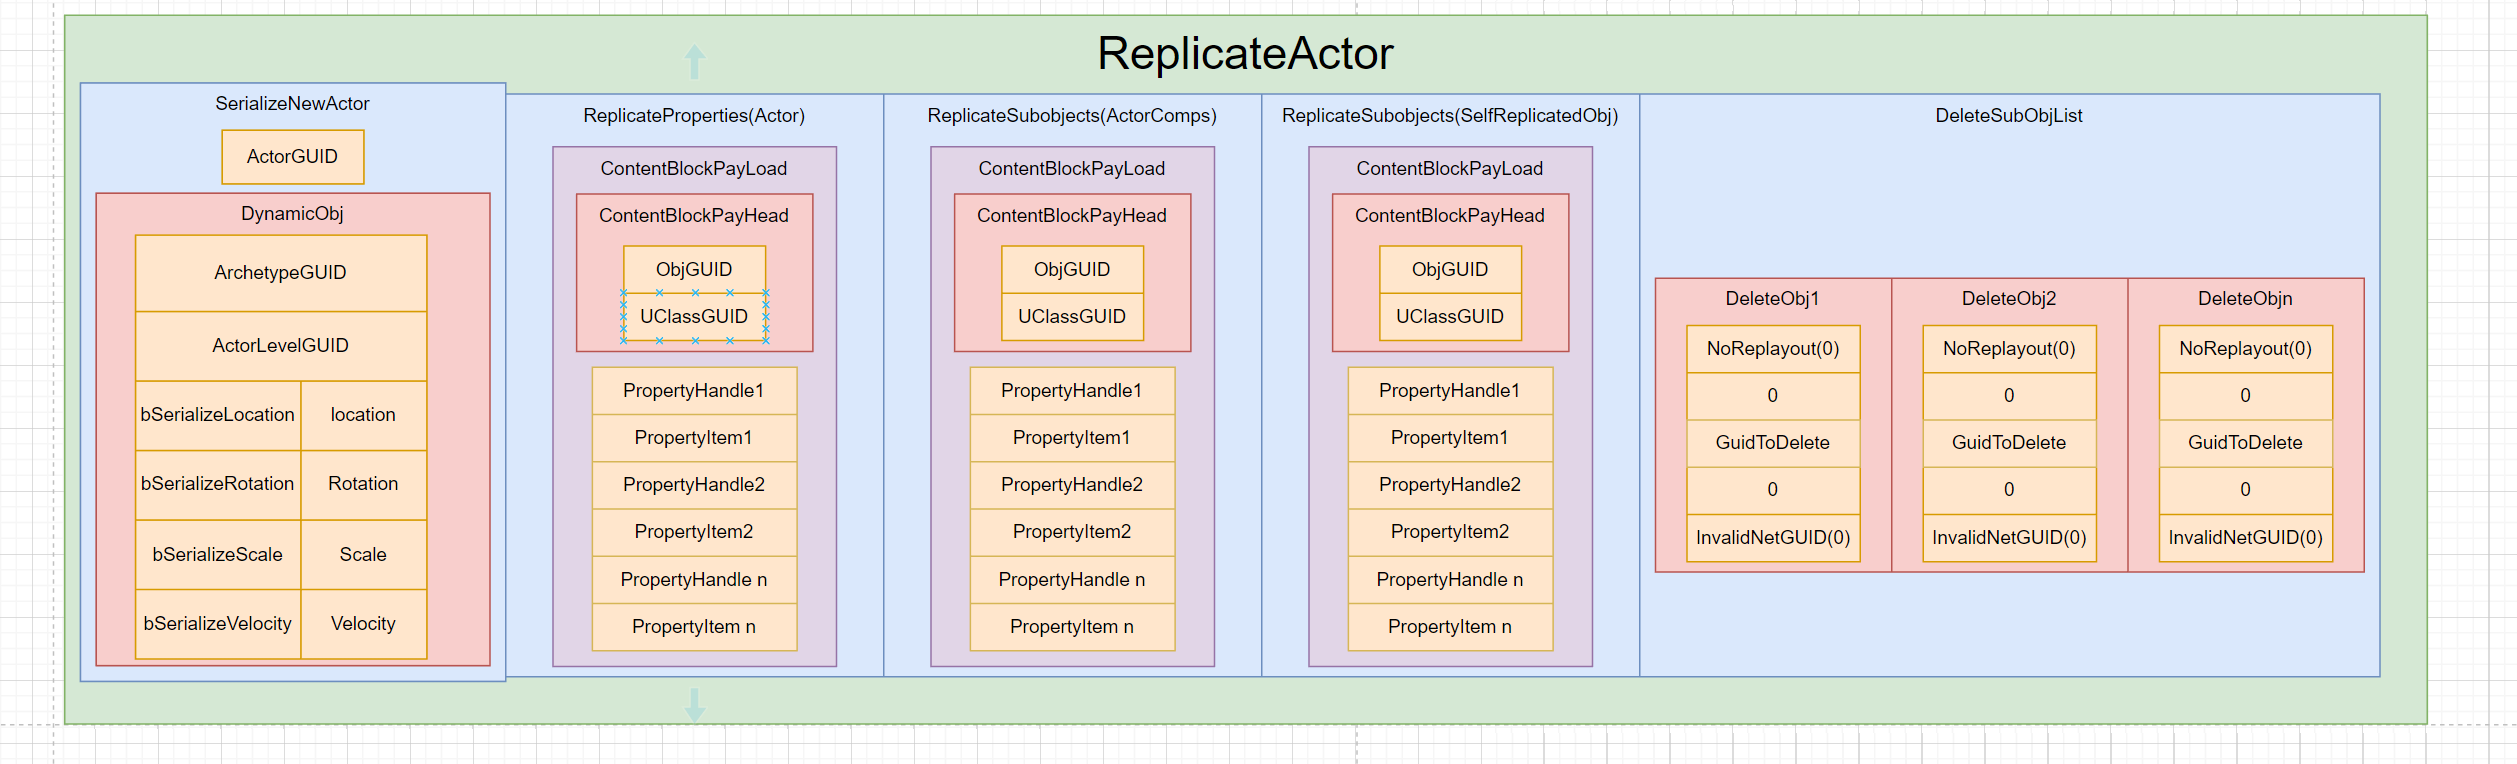 ReplicateActor
SerializeNewActor
ActorGUID
DynamicObj
ArchetypeGUID
ActorLevelGUID
bSerializeLocation location
bSerializeRotation Rotation
bSerializeScale Scale
bSerializeVelocity Velocity
ReplicateProperties(Actor)
ContentBlockPayLoad
ContentBlockPayHead
ObjGUID
UClassGUID
PropertyHandle1
PropertyItem1
PropertyHandle2
PropertyItem2
PropertyHandle n
PropertyItem n
ReplicateSubobjects(ActorComps)
ContentBlockPayLoad
ContentBlockPayHead
ObjGUID
UClassGUID
PropertyHandle1
PropertyItem1
PropertyHandle2
PropertyItem2
PropertyHandle n
PropertyItem n
ReplicateSubobjects(SelfReplicatedObj)
ContentBlockPayLoad
ContentBlockPayHead
ObjGUID
UClassGUID
PropertyHandle1
PropertyItem1
PropertyHandle2
PropertyItem2
PropertyHandle n
PropertyItem n
DeleteSubObjList
DeleteObj1
NoReplayout(0)
0
GuidToDelete
0
InvalidNetGUID(0)
DeleteObj2
NoReplayout(0)
0
GuidToDelete
0
InvalidNetGUID(0)
DeleteObjn
NoReplayout(0)
0
GuidToDelete
0
InvalidNetGUID(0)